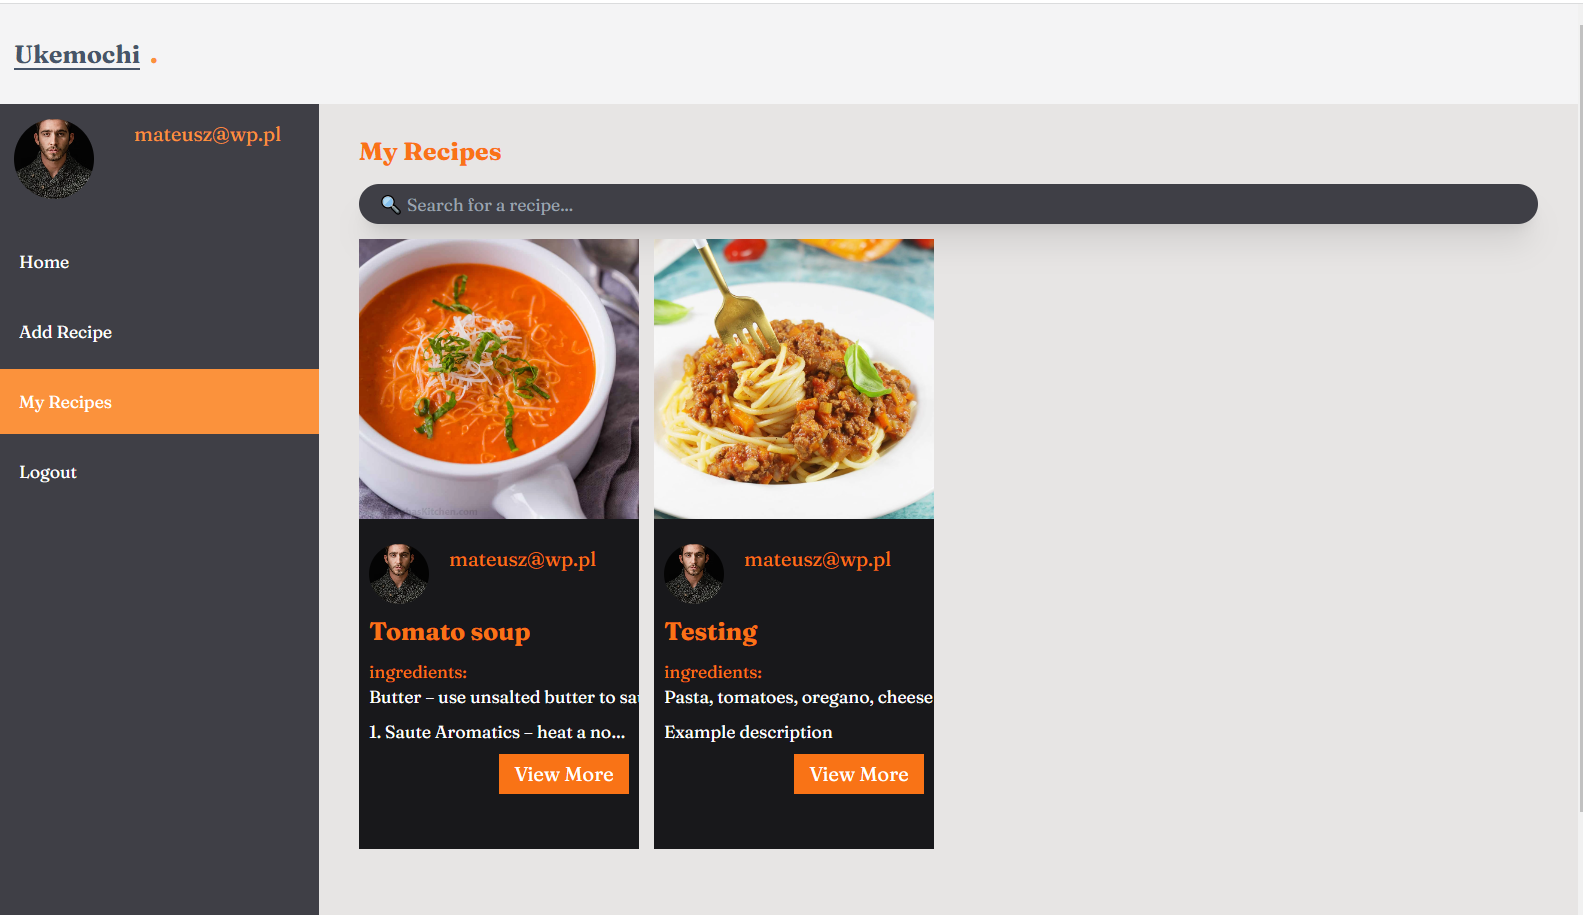 Ukemochi .
mateusz@wp.pl
Home
Add Recipe
My Recipes
Logout
My Recipes
Search for a recipe...
mateusz@wp.pl
Tomato soup
ingredients:
Butter – use unsalted butter to
1. Saute Aromatics – heat a no...
View More
mateusz@wp.pl
Testing
ingredients:
Pasta, tomatoes, oregano, cheese
Example description
View More